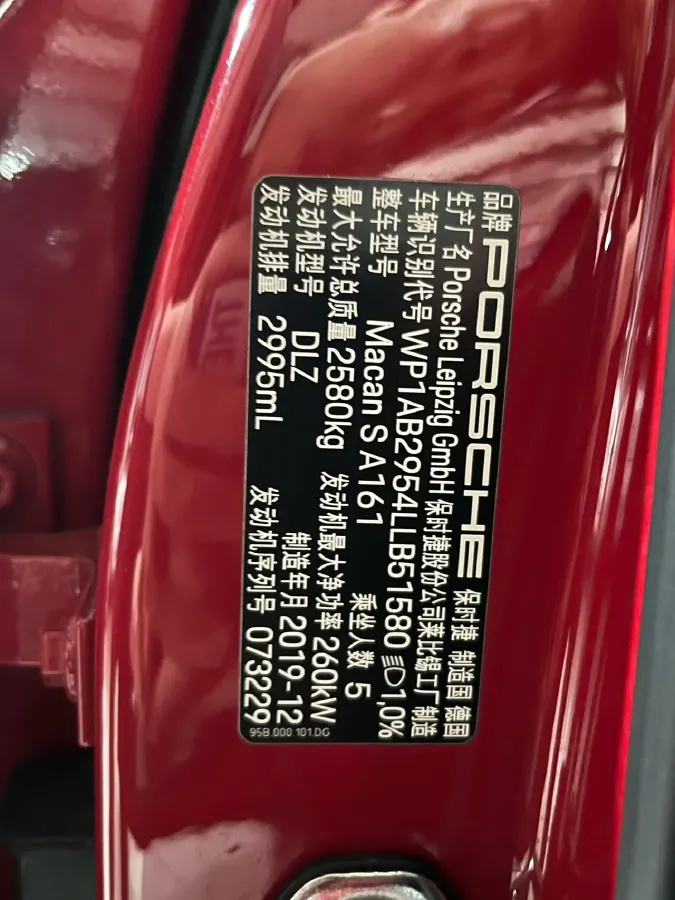 品牌 PORSCHE 保时捷 制造国 德国
生产厂名 Porsche Leipzig GmbH 保时捷股份公司莱比锡工厂 制造
车辆识别代号 WP1AB2954LLB51580 1,0%
整车型号 Macan S A161 乘坐人数 5
最大允许总质量 2580kg 发动机最大净功率 260kW
发动机型号 DLZ 制造年月 2019-12
发动机排量 2995mL 发动机序列号 073229
95B.000.101.DG